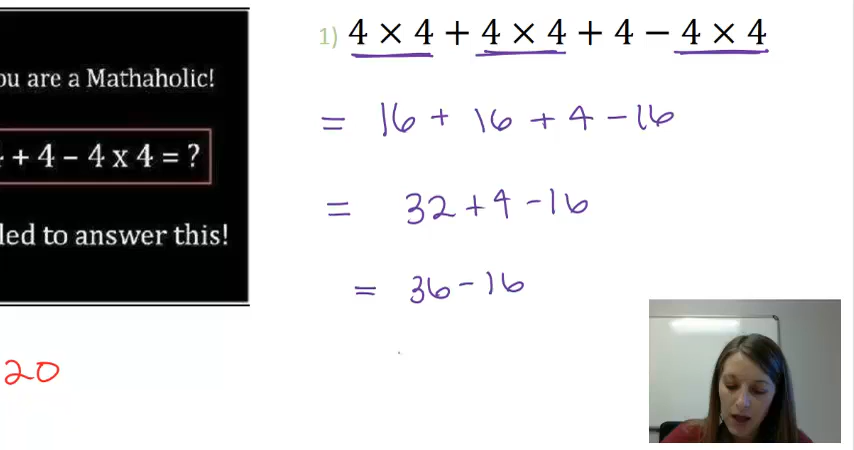 ou are a Mathaholic!
+ 4 − 4 x 4 = ?
led to answer this!
20
1) 4 × 4 + 4 × 4 + 4 − 4 × 4
= 16 + 16 + 4 − 16
= 32 + 4 − 16
= 36 − 16